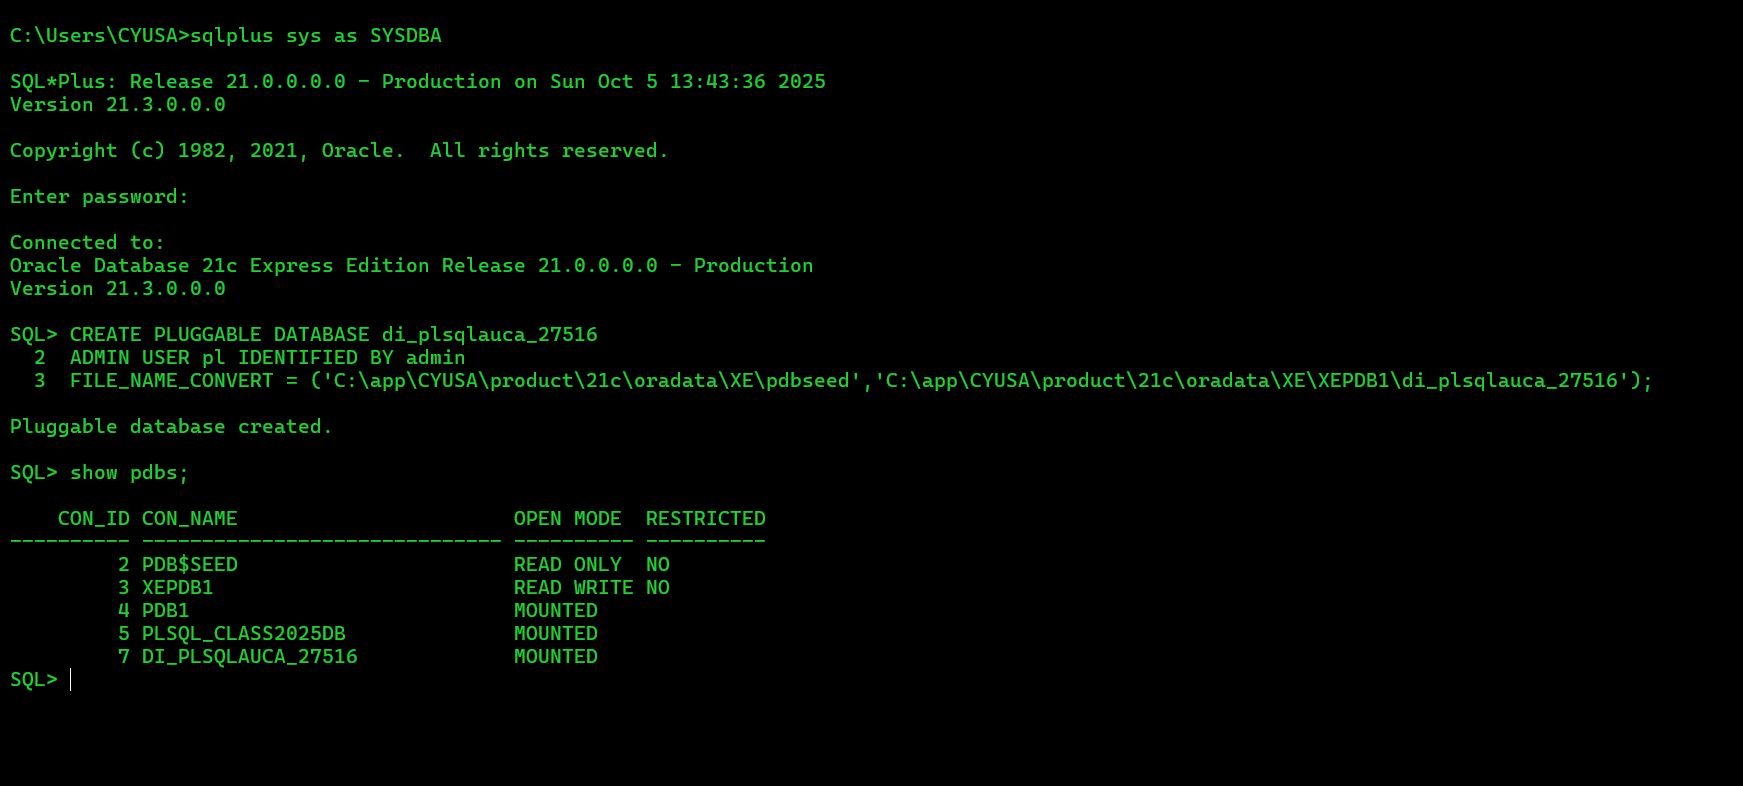 C:\Users\CYUSA>sqlplus sys as SYSDBA
SQL*Plus: Release 21.0.0.0.0 - Production on Sun Oct 5 13:43:36 2025
Version 21.3.0.0.0
Copyright (c) 1982, 2021, Oracle.  All rights reserved.
Enter password:
Connected to:
Oracle Database 21c Express Edition Release 21.0.0.0.0 - Production
Version 21.3.0.0.0
SQL> CREATE PLUGGABLE DATABASE di_plsqlauca_27516
  2  ADMIN USER pl IDENTIFIED BY admin
  3  FILE_NAME_CONVERT = ('C:\app\CYUSA\product\21c\oradata\XE\pdbseed','C:\app\CYUSA\product\21c\oradata\XE\XEPDB1\di_plsqlauca_27516');
Pluggable database created.
SQL> show pdbs;
    CON_ID CON_NAME                       OPEN MODE  RESTRICTED
---------- ------------------------------ ---------- ----------
         2 PDB$SEED                       READ ONLY  NO
         3 XEPDB1                         READ WRITE NO
         4 PDB1                           MOUNTED
         5 PLSQL_CLASS2025DB              MOUNTED
         7 DI_PLSQLAUCA_27516             MOUNTED
SQL>